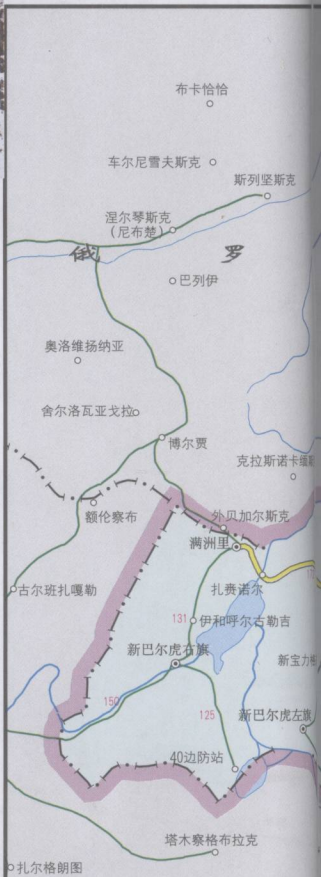 布卡恰恰
车尔尼雪夫斯克
斯列坚斯克
涅尔琴斯克
(尼布楚)
俄 罗
巴列伊
奥洛维扬纳亚
舍尔洛瓦亚戈拉
博尔贾
克拉斯诺卡缅斯
额伦察布
外贝加尔斯克
满洲里
扎赉诺尔
古尔班扎嘎勒
131
伊和呼尔古勒吉
新巴尔虎右旗
新宝力
150
125
新巴尔虎左旗
40边防站
塔木察格布拉克
扎尔格朗图